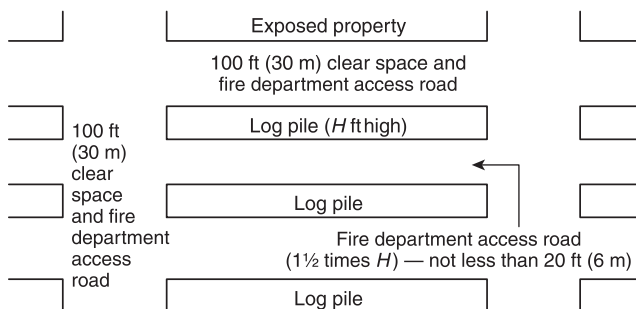 Exposed property
100 ft (30 m) clear space and
fire department access road
Log pile (H ft high)
100 ft
(30 m)
clear
space
and fire
department
access
road
Log pile
Fire department access road
(1½ times H) — not less than 20 ft (6 m)
Log pile